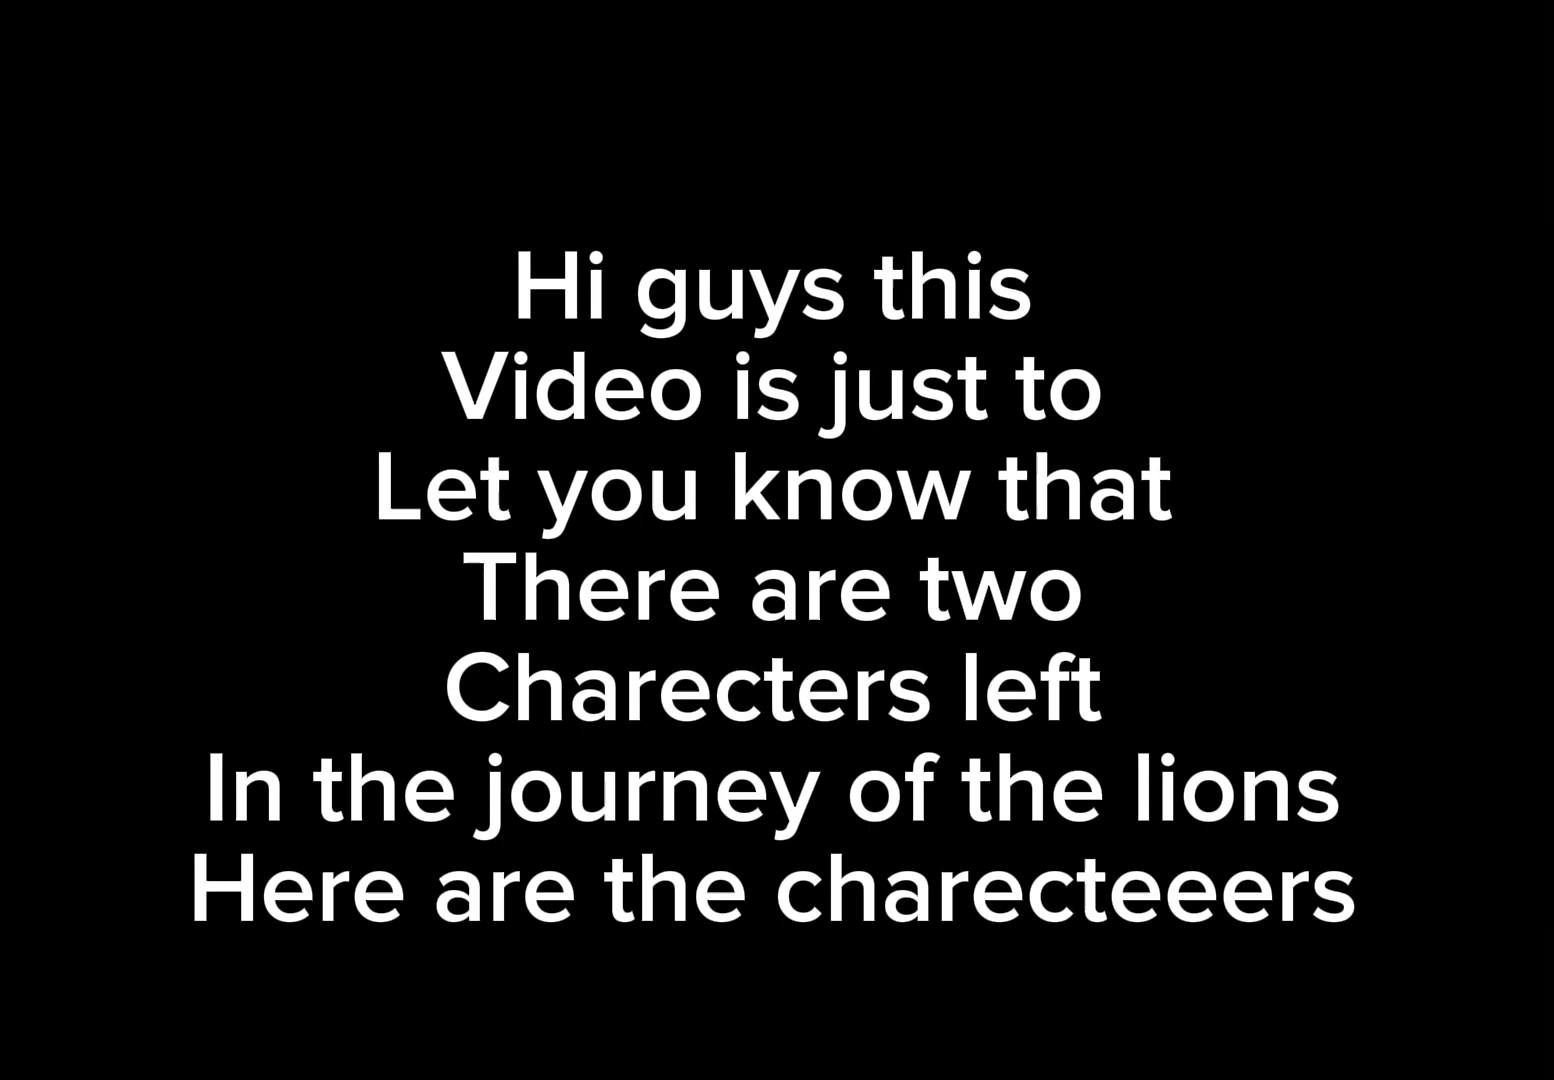 Hi guys this
Video is just to
Let you know that
There are two
Charecters left
In the journey of the lions
Here are the charecteeers